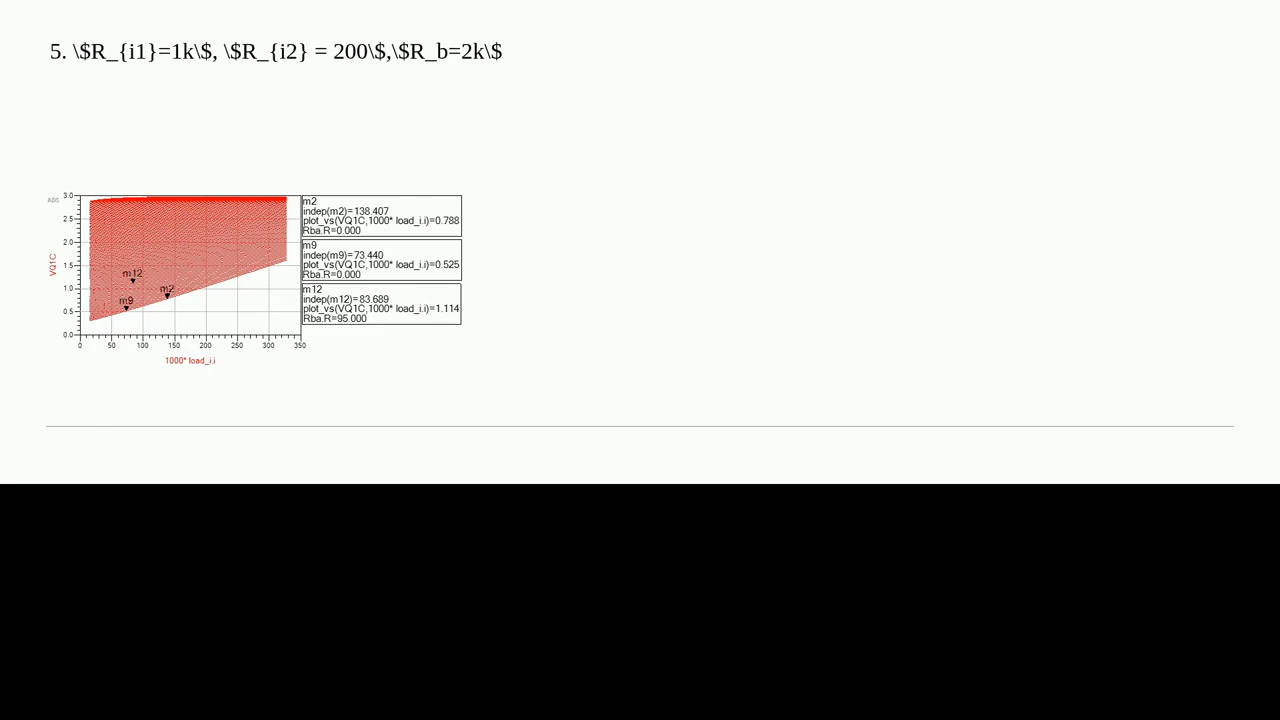 5. \$R_{i1}=1k\$, \$R_{i2} = 200\$,\$R_b=2k\$
ADS
3.0
2.5
2.0
1.5
1.0
0.5
0.0
VQ1C
m12
m2
m9
0 50 100 150 200 250 300 350
1000* load_i.i
m2
indep(m2)=138.407
plot_vs(VQ1C,1000* load_i.i)=0.788
Rba.R=0.000
m9
indep(m9)=73.440
plot_vs(VQ1C,1000* load_i.i)=0.525
Rba.R=0.000
m12
indep(m12)=83.689
plot_vs(VQ1C,1000* load_i.i)=1.114
Rba.R=95.000